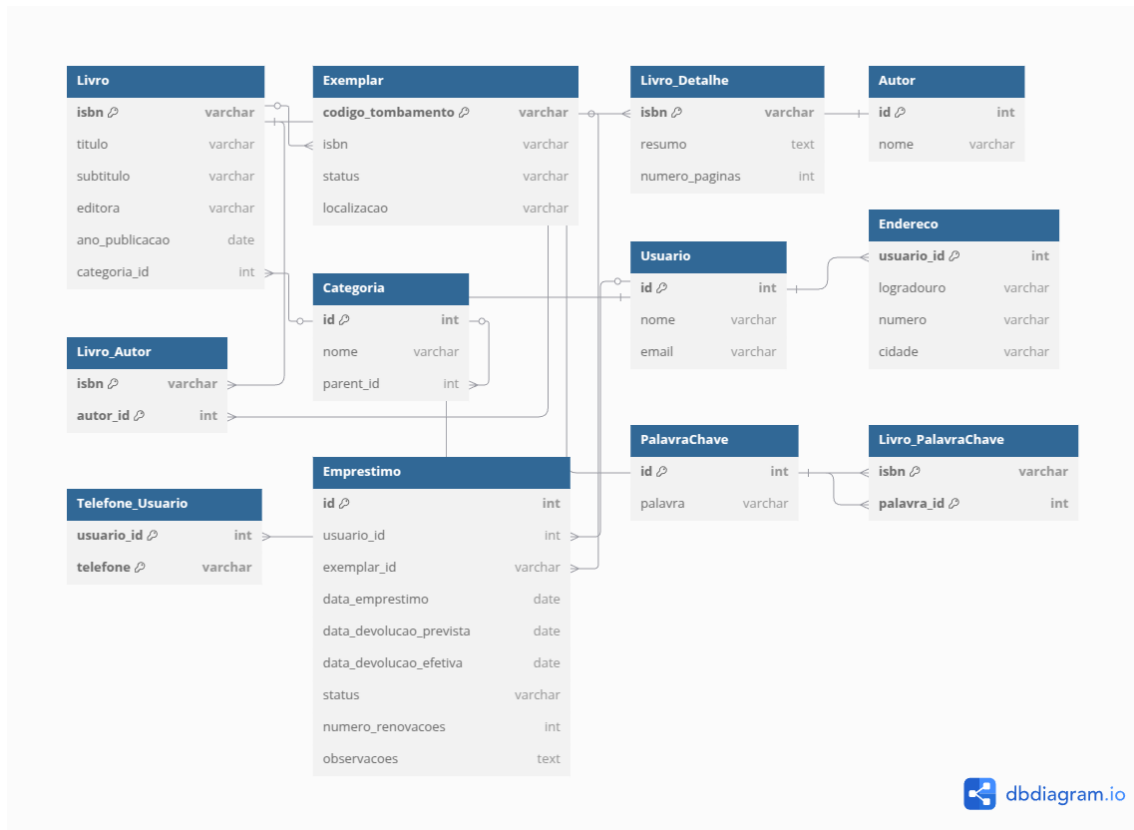 Livro
isbn varchar
titulo varchar
subtitulo varchar
editora varchar
ano_publicacao date
categoria_id int
Exemplar
codigo_tombamento varchar
isbn varchar
status varchar
localizacao varchar
Livro_Detalhe
isbn varchar
resumo text
numero_paginas int
Autor
id int
nome varchar
Endereco
usuario_id int
logradouro varchar
numero varchar
cidade varchar
Usuario
id int
nome varchar
email varchar
Categoria
id int
nome varchar
parent_id int
Livro_Autor
isbn varchar
autor_id int
PalavraChave
id int
palavra varchar
Livro_PalavraChave
isbn varchar
palavra_id int
Emprestimo
id int
usuario_id int
exemplar_id varchar
data_emprestimo date
data_devolucao_prevista date
data_devolucao_efetiva date
status varchar
numero_renovacoes int
observacoes text
Telefone_Usuario
usuario_id int
telefone varchar
dbdiagram.io